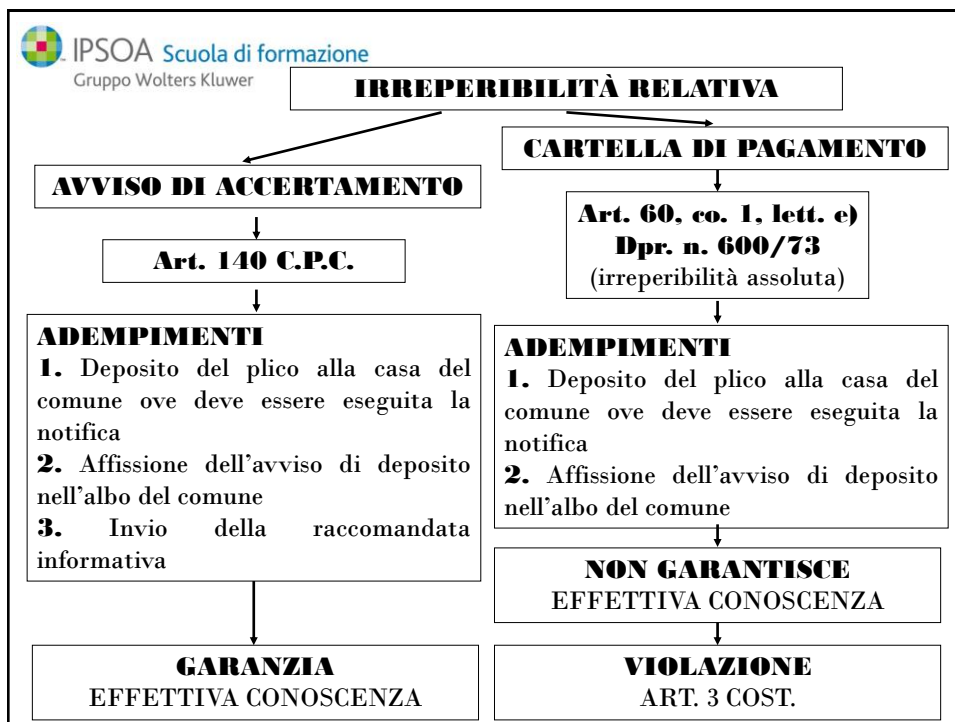 IPSOA Scuola di formazione
Gruppo Wolters Kluwer
IRREPERIBILITÀ RELATIVA
AVVISO DI ACCERTAMENTO
Art. 140 C.P.C.
ADEMPIMENTI
1. Deposito del plico alla casa del
comune ove deve essere eseguita la
notifica
2. Affissione dell'avviso di deposito
nell'albo del comune
3. Invio della raccomandata
informativa
GARANZIA
EFFETTIVA CONOSCENZA
CARTELLA DI PAGAMENTO
Art. 60, co. 1, lett. e)
Dpr. n. 600/73
(irreperibilità assoluta)
ADEMPIMENTI
1. Deposito del plico alla casa del
comune ove deve essere eseguita la
notifica
2. Affissione dell'avviso di deposito
nell'albo del comune
NON GARANTISCE
EFFETTIVA CONOSCENZA
VIOLAZIONE
ART. 3 COST.